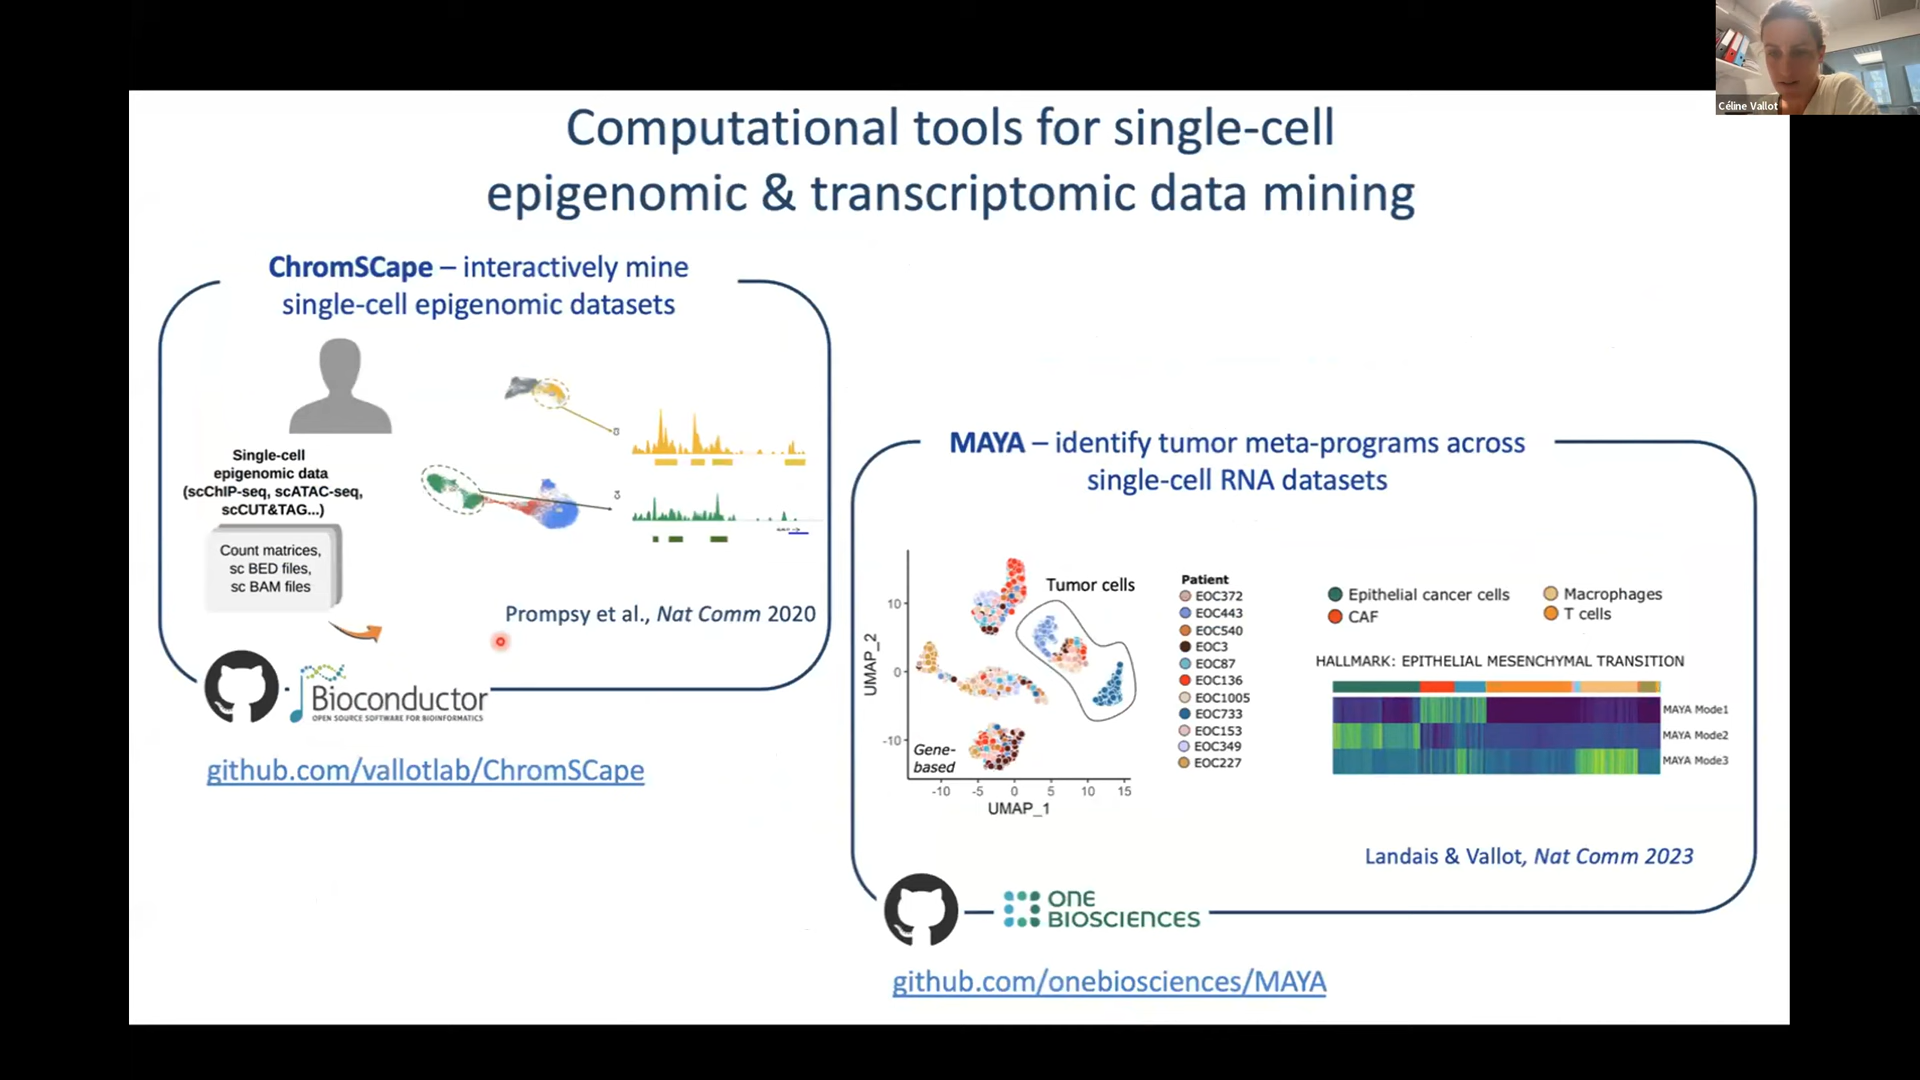 Céline Vallot
Computational tools for single-cell
epigenomic & transcriptomic data mining
ChromSCape – interactively mine
single-cell epigenomic datasets
Single-cell
epigenomic data
(scChIP-seq, scATAC-seq,
scCUT&TAG...)
Count matrices,
sc BED files,
sc BAM files
Prompsy et al., Nat Comm 2020
Bioconductor
OPEN SOURCE SOFTWARE FOR BIOINFORMATICS
github.com/vallotlab/ChromSCape
MAYA – identify tumor meta-programs across
single-cell RNA datasets
Tumor cells
10
0
-10
UMAP_2
Gene-
based
-10 -5 0 5 10 15
UMAP_1
Patient
EOC372
EOC443
EOC540
EOC3
EOC87
EOC136
EOC1005
EOC733
EOC153
EOC349
EOC227
Epithelial cancer cells
CAF
Macrophages
T cells
HALLMARK: EPITHELIAL MESENCHYMAL TRANSITION
MAYA Mode1
MAYA Mode2
MAYA Mode3
Landais & Vallot, Nat Comm 2023
ONE
BIOSCIENCES
github.com/onebiosciences/MAYA